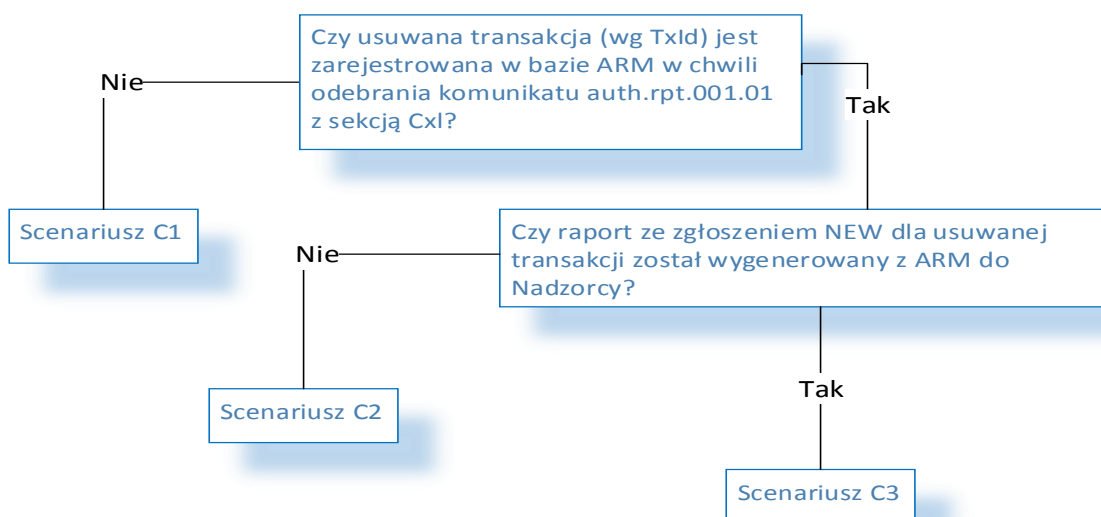 Czy usuwana transakcja (wg TxId) jest
zarejestrowana w bazie ARM w chwili
odebrania komunikatu auth.rpt.001.01
z sekcją Cxl?
Nie
Tak
Scenariusz C1
Czy raport ze zgłoszeniem NEW dla usuwanej
transakcji został wygenerowany z ARM do
Nadzorcy?
Nie
Tak
Scenariusz C2
Scenariusz C3